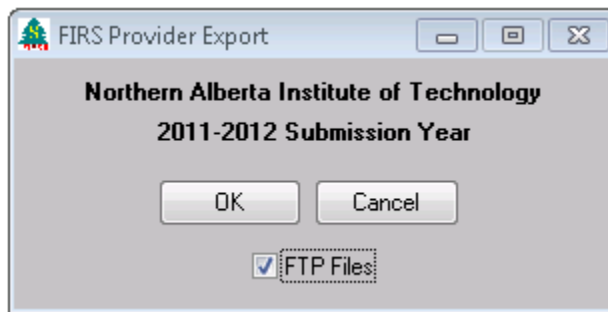 FIRS Provider Export
Northern Alberta Institute of Technology
2011-2012 Submission Year
OK Cancel
FTP Files